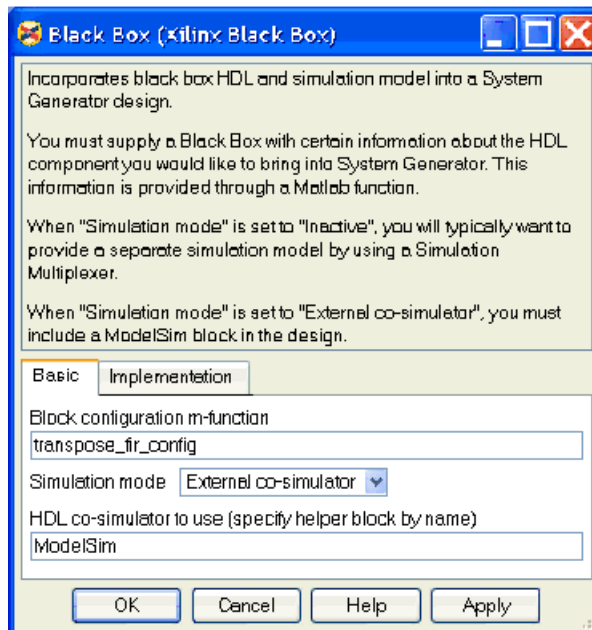 Black Box (Xilinx Black Box)
Incorporates black box HDL and simulation model into a System
Generator design.
You must supply a Black Box with certain information about the HDL
component you would like to bring into System Generator. This
information is provided through a Matlab function.
When "Simulation mode" is set to "Inactive", you will typically want to
provide a separate simulation model by using a Simulation
Multiplexer.
When "Simulation mode" is set to "External co-simulator", you must
include a ModelSim block in the design.
Basic Implementation
Block configuration m-function
transpose_fir_config
Simulation mode External co-simulator
HDL co-simulator to use (specify helper block by name)
ModelSim
OK Cancel Help Apply